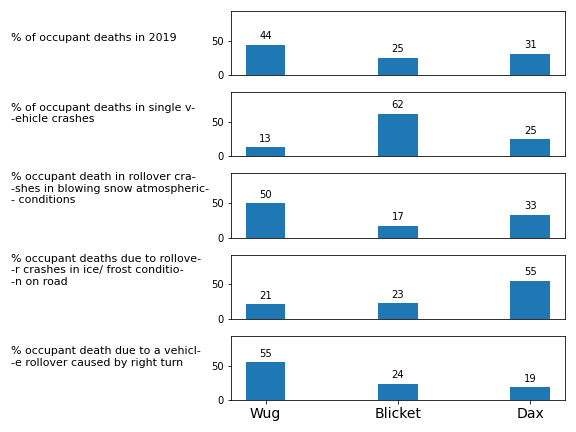 % of occupant deaths in 2019
50
0
44
25
31
% of occupant deaths in single v-
-ehicle crashes
50
0
13
62
25
% occupant death in rollover cra-
-shes in blowing snow atmospheric-
- conditions
50
0
50
17
33
% occupant deaths due to rollove-
-r crashes in ice/ frost conditio-
-n on road
50
0
21
23
55
% occupant death due to a vehicl-
-e rollover caused by right turn
50
0
55
24
19
Wug Blicket Dax